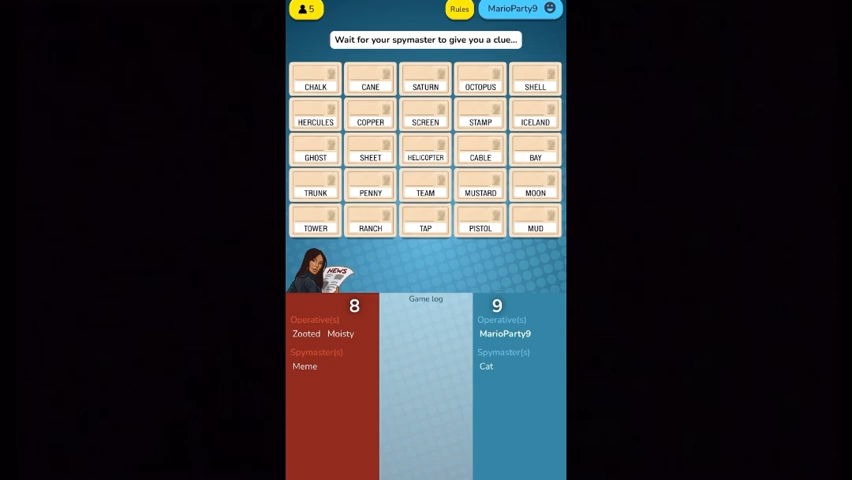 5 Rules MarioParty9
Wait for your spymaster to give you a clue...
CHALK CANE SATURN OCTOPUS SHELL
HERCULES COPPER SCREEN STAMP ICELAND
GHOST SHEET HELICOPTER CABLE BAY
TRUNK PENNY TEAM MUSTARD MOON
TOWER RANCH TAP PISTOL MUD
NEWS
8 Game log 9
Operative(s) Operative(s)
Zooted Moisty MarioParty9
Spymaster(s) Spymaster(s)
Meme Cat